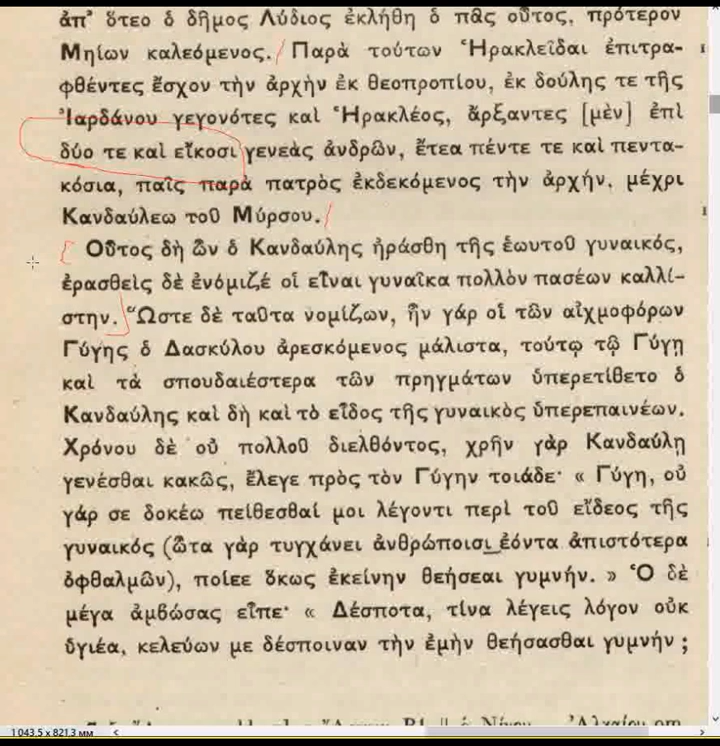 ἀπ' ὅτεο ὁ δῆμος Λύδιος ἐκλήθη ὁ πᾶς οὗτος, πρότερον
Μηίων καλεόμενος. Παρὰ τούτων Ἡρακλεῖδαι ἐπιτρα-
φθέντες ἔσχον τὴν ἀρχὴν ἐκ θεοπροπίου, ἐκ δούλης τε τῆς
Ἰαρδάνου γεγονότες καὶ Ἡρακλέος, ἄρξαντες [μὲν] ἐπὶ
δύο τε καὶ εἴκοσι γενεὰς ἀνδρῶν, ἔτεα πέντε τε καὶ πεντα-
κόσια, παῖς παρὰ πατρὸς ἐκδεκόμενος τὴν ἀρχήν, μέχρι
Κανδαύλεω τοῦ Μύρσου.
Οὗτος δὴ ὦν ὁ Κανδαύλης ἠράσθη τῆς ἑωυτοῦ γυναικός,
ἐρασθεὶς δὲ ἐνόμιζέ οἱ εἶναι γυναῖκα πολλὸν πασέων καλλί-
στην. Ὥστε δὲ ταῦτα νομίζων, ἦν γάρ οἱ τῶν αἰχμοφόρων
Γύγης ὁ Δασκύλου ἀρεσκόμενος μάλιστα, τούτῳ τῷ Γύγῃ
καὶ τὰ σπουδαιέστερα τῶν πρηγμάτων ὑπερετίθετο ὁ
Κανδαύλης καὶ δὴ καὶ τὸ εἶδος τῆς γυναικὸς ὑπερεπαινέων.
Χρόνου δὲ οὐ πολλοῦ διελθόντος, χρῆν γὰρ Κανδαύλῃ
γενέσθαι κακῶς, ἔλεγε πρὸς τὸν Γύγην τοιάδε· « Γύγη, οὐ
γάρ σε δοκέω πείθεσθαί μοι λέγοντι περὶ τοῦ εἴδεος τῆς
γυναικός (ὦτα γὰρ τυγχάνει ἀνθρώποισι ἐόντα ἀπιστότερα
ὀφθαλμῶν), ποίεε ὅκως ἐκείνην θεήσεαι γυμνήν. » Ὁ δὲ
μέγα ἀμβώσας εἶπε· « Δέσποτα, τίνα λέγεις λόγον οὐκ
ὑγιέα, κελεύων με δέσποιναν τὴν ἐμὴν θεήσασθαι γυμνήν ;
1043.5 x 821.3 мм